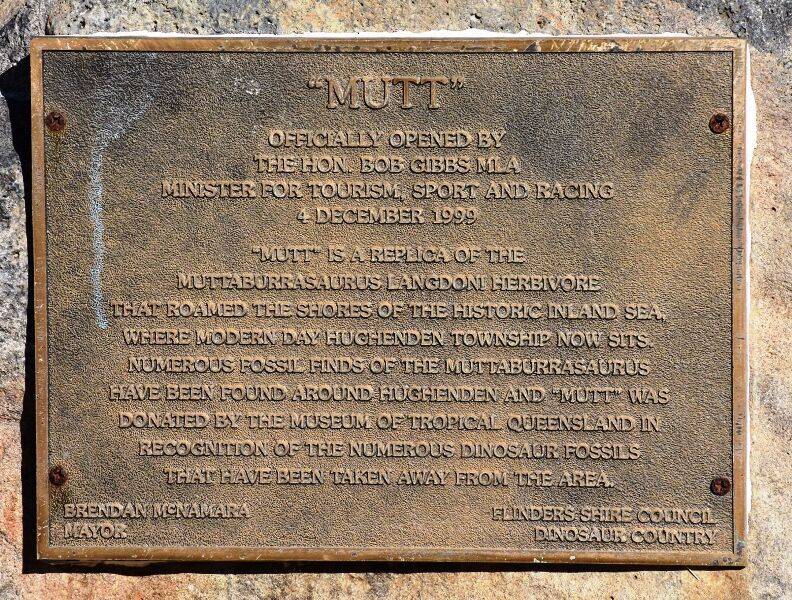 "MUTT"
OFFICIALLY OPENED BY
THE HON. BOB GIBBS MLA
MINISTER FOR TOURISM, SPORT AND RACING
4 DECEMBER 1999
"MUTT" IS A REPLICA OF THE
MUTTABURRASAURUS LANGDONI HERBIVORE
THAT ROAMED THE SHORES OF THE HISTORIC INLAND SEA,
WHERE MODERN DAY HUGHENDEN TOWNSHIP NOW SITS.
NUMEROUS FOSSIL FINDS OF THE MUTTABURRASAURUS
HAVE BEEN FOUND AROUND HUGHENDEN AND "MUTT" WAS
DONATED BY THE MUSEUM OF TROPICAL QUEENSLAND IN
RECOGNITION OF THE NUMEROUS DINOSAUR FOSSILS
THAT HAVE BEEN TAKEN AWAY FROM THE AREA.
BRENDAN McNAMARA
MAYOR
FLINDERS SHIRE COUNCIL
DINOSAUR COUNTRY